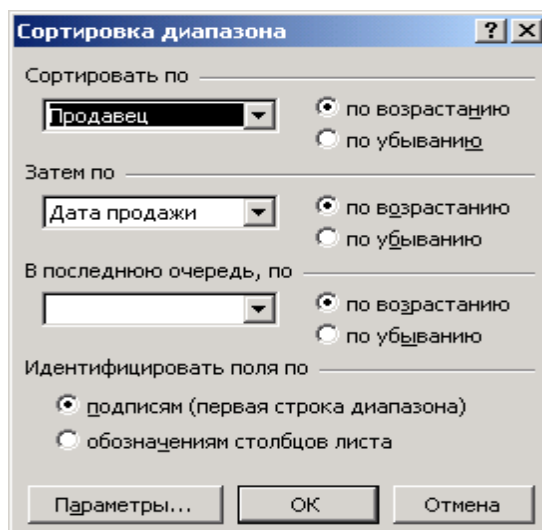 Сортировка диапазона
Сортировать по
Продавец
по возрастанию
по убыванию
Затем по
Дата продажи
по возрастанию
по убыванию
В последнюю очередь, по
по возрастанию
по убыванию
Идентифицировать поля по
подписям (первая строка диапазона)
обозначениям столбцов листа
Параметры... ОК Отмена